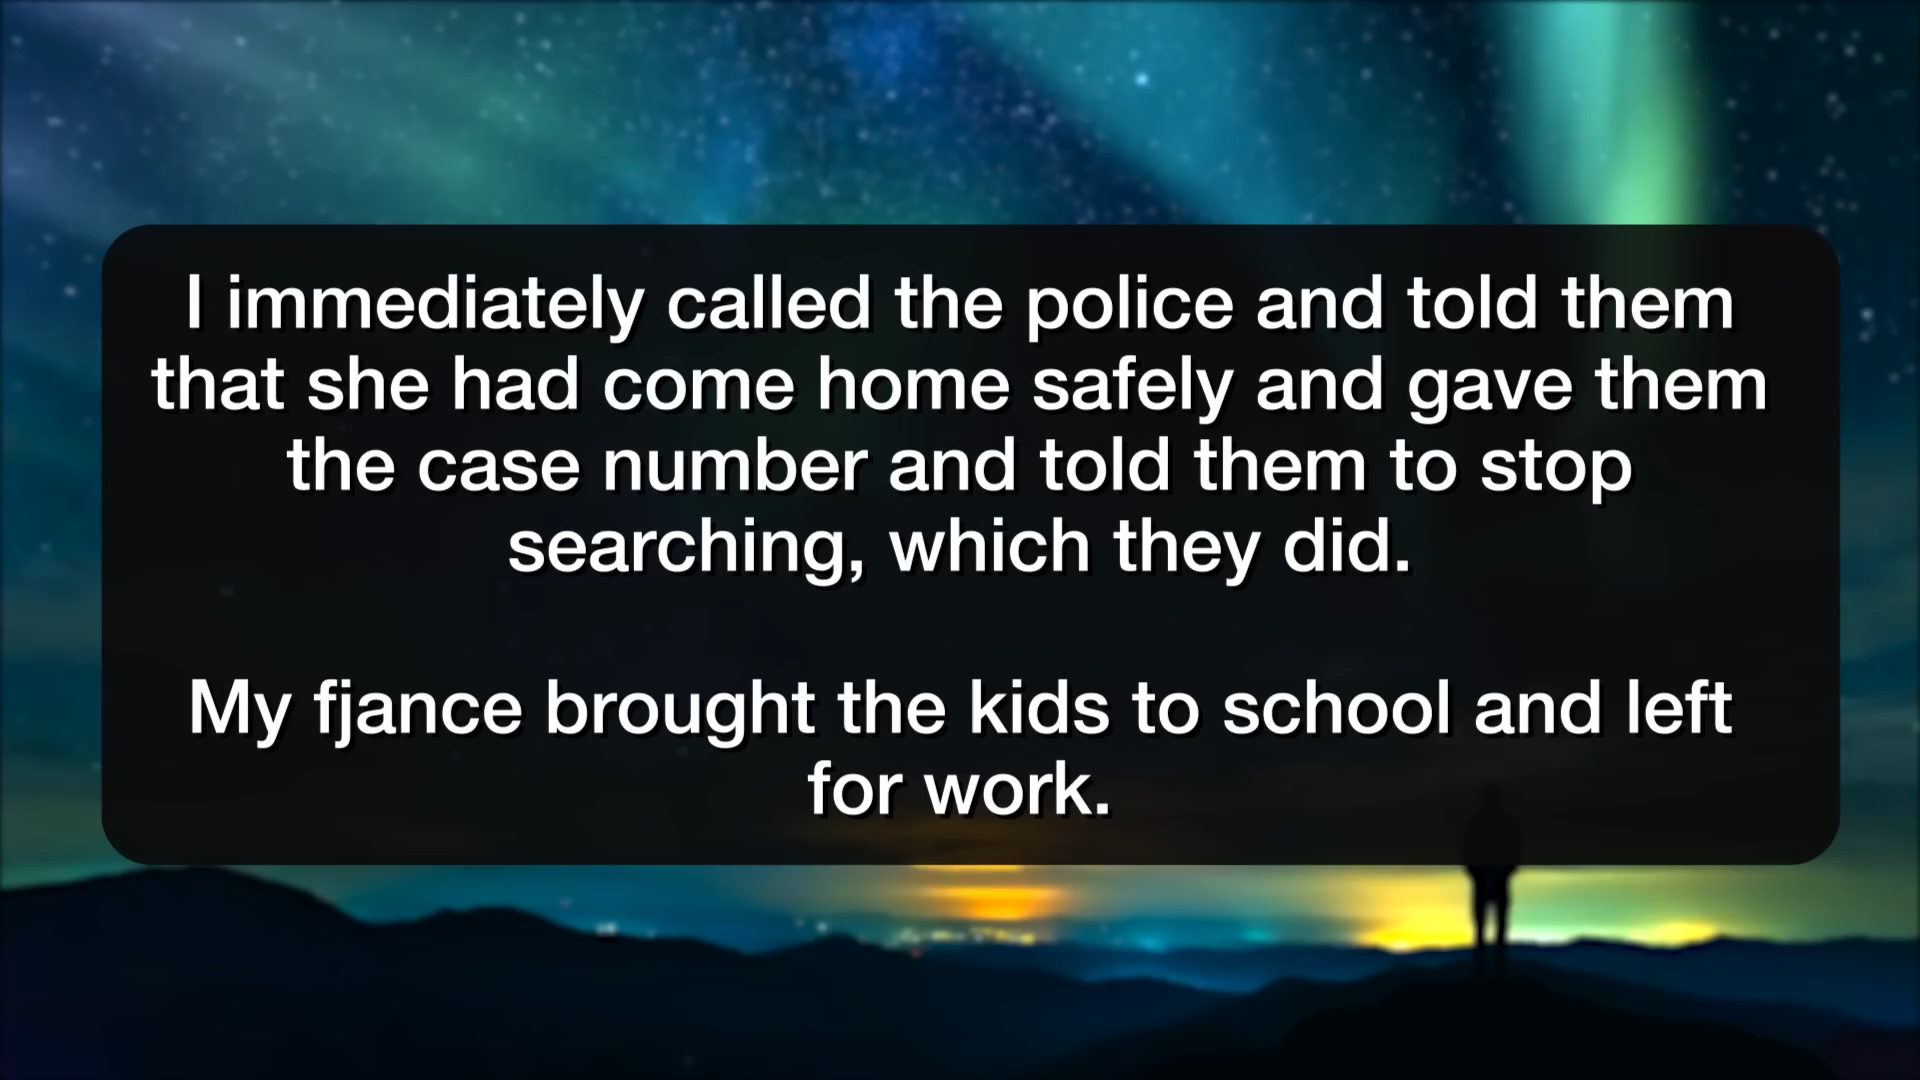 I immediately called the police and told them
that she had come home safely and gave them
the case number and told them to stop
searching, which they did.
My fjance brought the kids to school and left
for work.